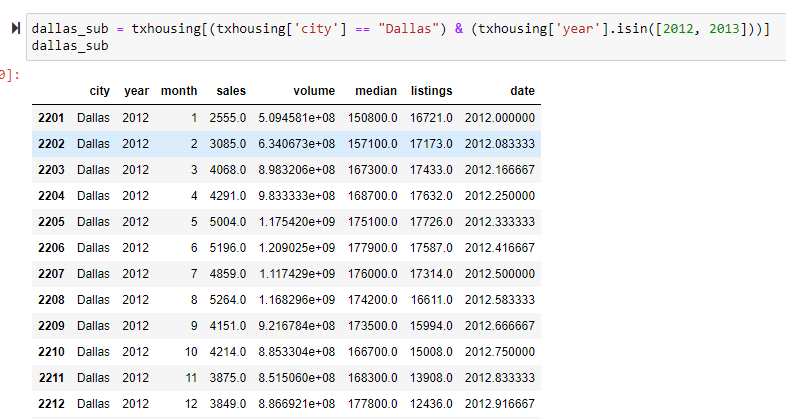 dallas_sub = txhousing[(txhousing['city'] == "Dallas") & (txhousing['year'].isin([2012, 2013]))]
dallas_sub
0]:
city year month sales volume median listings date
2201 Dallas 2012 1 2555.0 5.094581e+08 150800.0 16721.0 2012.000000
2202 Dallas 2012 2 3085.0 6.340673e+08 157100.0 17173.0 2012.083333
2203 Dallas 2012 3 4068.0 8.983206e+08 167300.0 17433.0 2012.166667
2204 Dallas 2012 4 4291.0 9.833333e+08 168700.0 17632.0 2012.250000
2205 Dallas 2012 5 5004.0 1.175420e+09 175100.0 17726.0 2012.333333
2206 Dallas 2012 6 5196.0 1.209025e+09 177900.0 17587.0 2012.416667
2207 Dallas 2012 7 4859.0 1.117429e+09 176000.0 17314.0 2012.500000
2208 Dallas 2012 8 5264.0 1.168296e+09 174200.0 16611.0 2012.583333
2209 Dallas 2012 9 4151.0 9.216784e+08 173500.0 15994.0 2012.666667
2210 Dallas 2012 10 4214.0 8.853304e+08 166700.0 15008.0 2012.750000
2211 Dallas 2012 11 3875.0 8.515060e+08 168300.0 13908.0 2012.833333
2212 Dallas 2012 12 3849.0 8.866921e+08 177800.0 12436.0 2012.916667